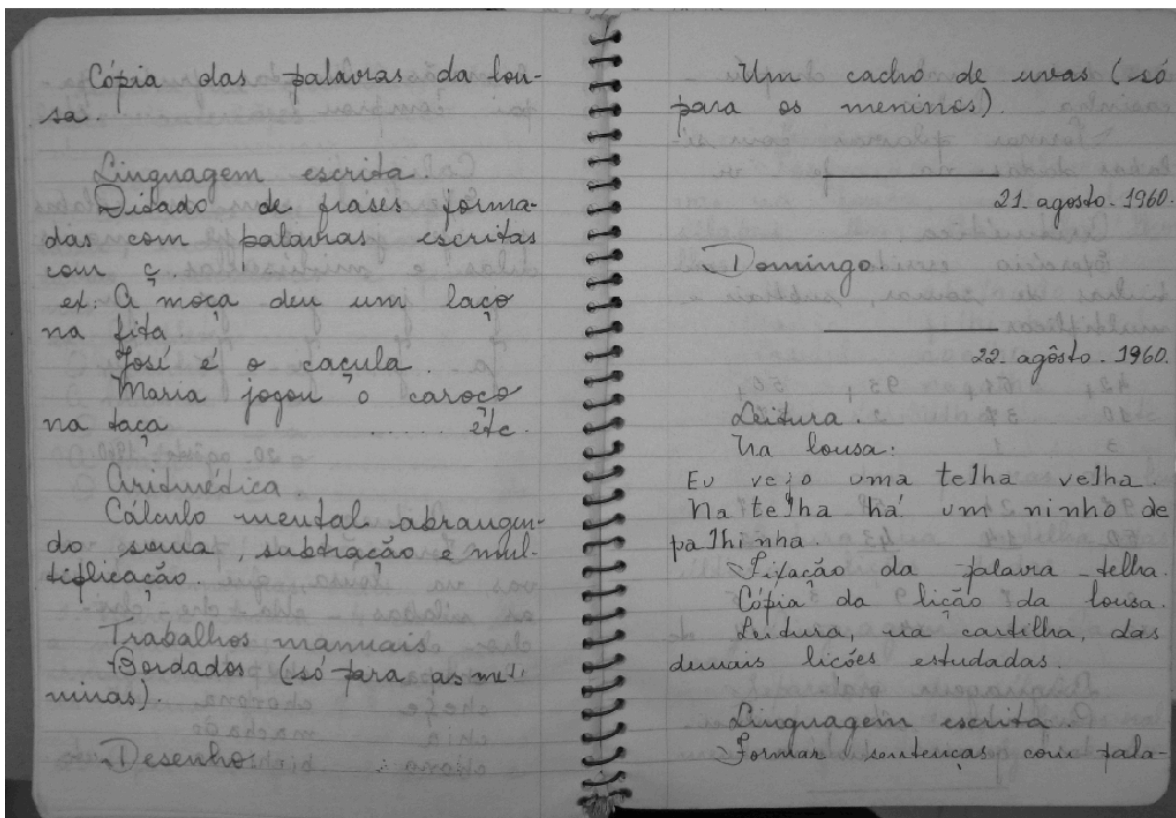 Cópia das palavras da lou-
sa.
Linguagem escrita.
Ditado de frases forma-
das com palavras escritas
com ç.
ex: A moça deu um laço
na fita.
José é o caçula.
Maria jogou o caroço
na taça ...... etc.
Aritmédica.
Cálculo mental abrangen-
do soma, subtração e mul-
tiplicação.
Trabalhos manuais
Bordados (só para as me-
ninas).
Desenho:
Um cacho de uvas (só
para os meninos).
21. agosto. 1960.
Domingo.
22. agôsto. 1960.
Leitura.
Na lousa:
Eu vejo uma telha velha.
Na telha há um ninho de
palhinha.
Fixação da palavra - telha.
Cópia da lição da lousa.
Leitura, na cartilha, das
demais lições estudadas.
Linguagem escrita.
Formar sentenças com pala-